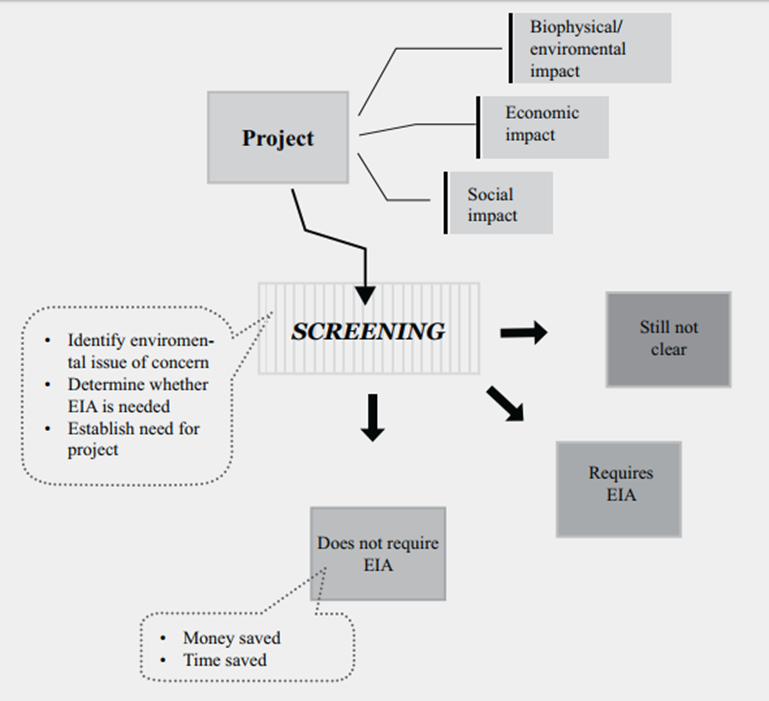 Biophysical/
enviromental
impact
Project
Economic
impact
Social
impact
SCREENING
• Identify enviromen-
tal issue of concern
• Determine whether
EIA is needed
• Establish need for
project
Still not
clear
Requires
EIA
Does not require
EIA
• Money saved
• Time saved